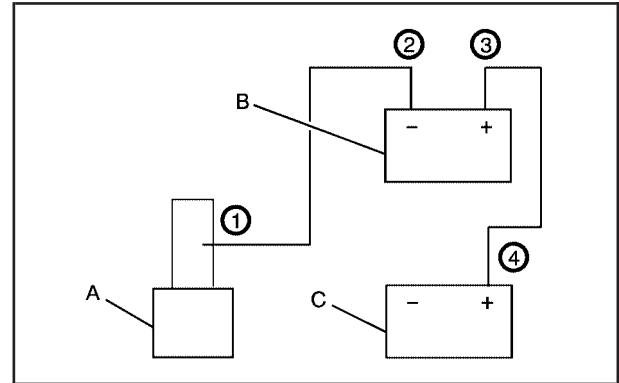 ② ③
B
− +
①
④
A
C
− +